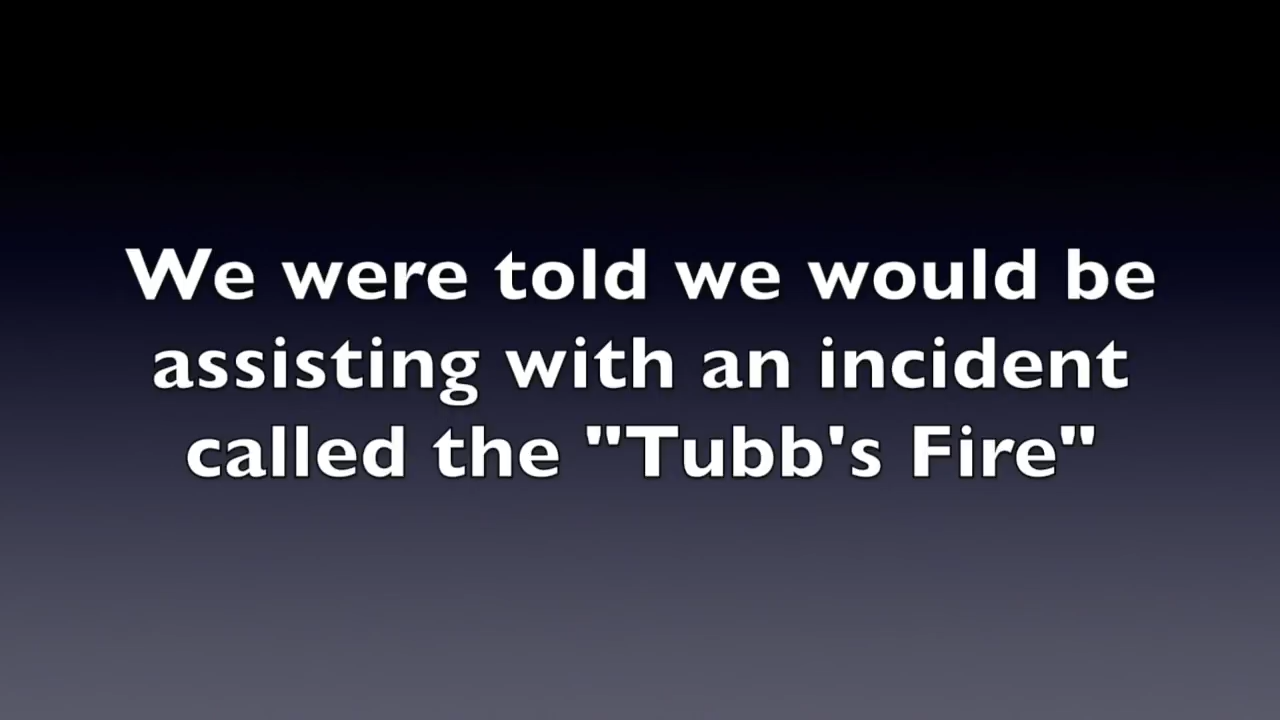 We were told we would be
assisting with an incident
called the "Tubb's Fire"